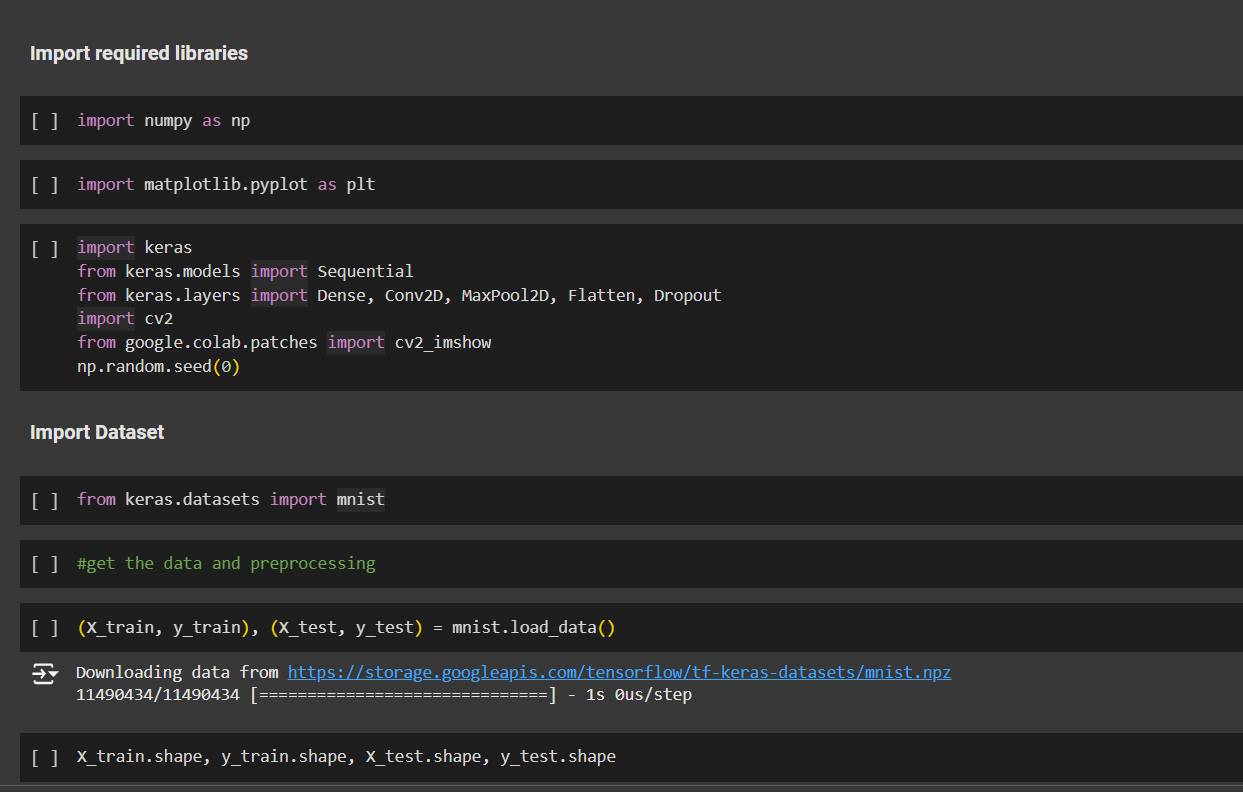 Import required libraries
[ ] import numpy as np
[ ] import matplotlib.pyplot as plt
[ ] import keras
from keras.models import Sequential
from keras.layers import Dense, Conv2D, MaxPool2D, Flatten, Dropout
import cv2
from google.colab.patches import cv2_imshow
np.random.seed(0)
Import Dataset
[ ] from keras.datasets import mnist
[ ] #get the data and preprocessing
[ ] (X_train, y_train), (X_test, y_test) = mnist.load_data()
Downloading data from https://storage.googleapis.com/tensorflow/tf-keras-datasets/mnist.npz
11490434/11490434 [==============================] - 1s 0us/step
[ ] X_train.shape, y_train.shape, X_test.shape, y_test.shape